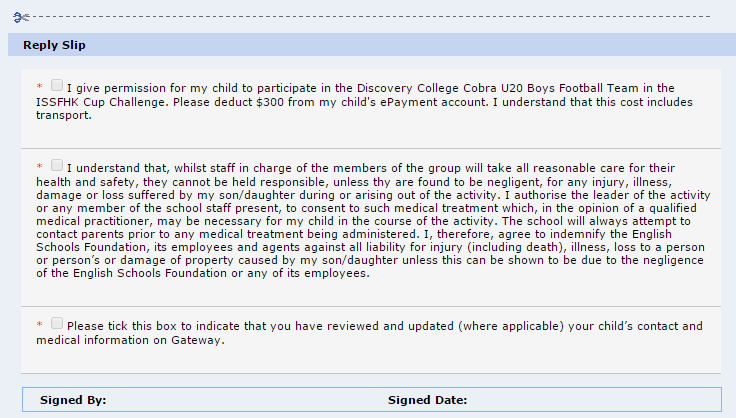 Reply Slip
* I give permission for my child to participate in the Discovery College Cobra U20 Boys Football Team in the
ISSFHK Cup Challenge. Please deduct $300 from my child's ePayment account. I understand that this cost includes
transport.
* I understand that, whilst staff in charge of the members of the group will take all reasonable care for their
health and safety, they cannot be held responsible, unless thy are found to be negligent, for any injury, illness,
damage or loss suffered by my son/daughter during or arising out of the activity. I authorise the leader of the activity
or any member of the school staff present, to consent to such medical treatment which, in the opinion of a qualified
medical practitioner, may be necessary for my child in the course of the activity. The school will always attempt to
contact parents prior to any medical treatment being administered. I, therefore, agree to indemnify the English
Schools Foundation, its employees and agents against all liability for injury (including death), illness, loss to a person
or person’s or damage of property caused by my son/daughter unless this can be shown to be due to the negligence
of the English Schools Foundation or any of its employees.
* Please tick this box to indicate that you have reviewed and updated (where applicable) your child’s contact and
medical information on Gateway.
Signed By: Signed Date: